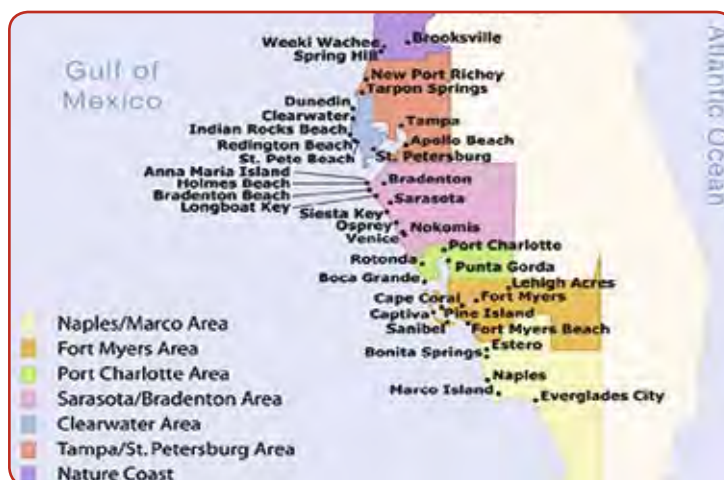 Gulf of
Mexico
Atlantic Ocean
Weeki Wachee
Brooksville
Spring Hill
New Port Richey
Tarpon Springs
Dunedin
Clearwater
Tampa
Indian Rocks Beach
Apollo Beach
Redington Beach
St. Petersburg
St. Pete Beach
Anna Maria Island
Bradenton
Holmes Beach
Bradenton Beach
Sarasota
Longboat Key
Siesta Key
Osprey
Nokomis
Venice
Port Charlotte
Rotonda
Punta Gorda
Boca Grande
Lehigh Acres
Cape Coral
Fort Myers
Captiva
Pine Island
Sanibel
Fort Myers Beach
Estero
Bonita Springs
Naples
Marco Island
Everglades City
Naples/Marco Area
Fort Myers Area
Port Charlotte Area
Sarasota/Bradenton Area
Clearwater Area
Tampa/St. Petersburg Area
Nature Coast